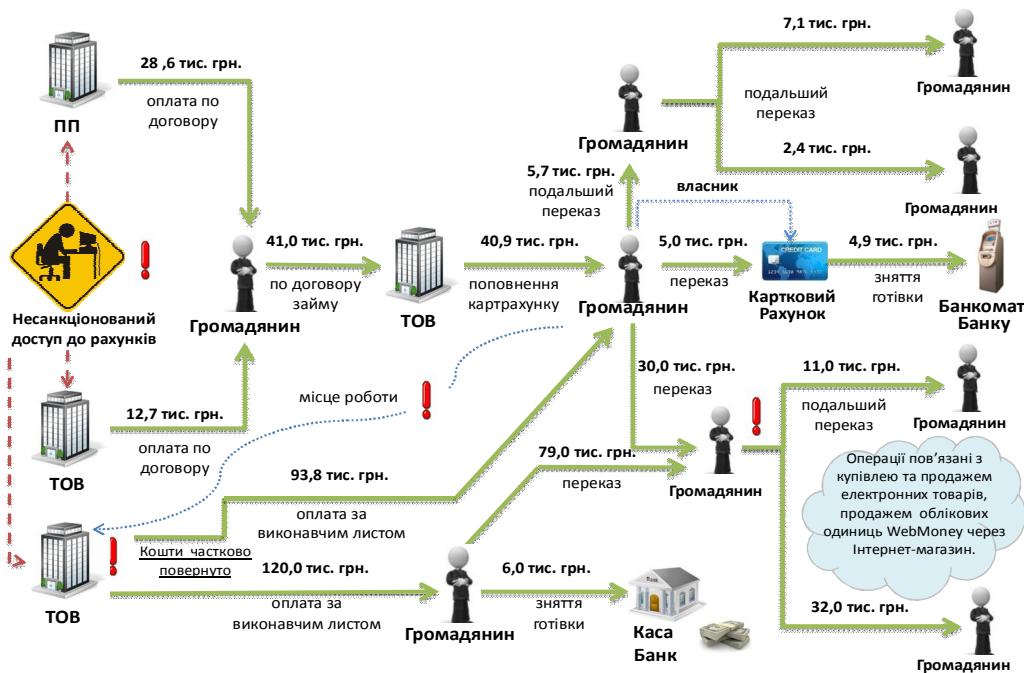 28 ,6 тис. грн.
оплата по
договору
ПП
Несанкціонований
доступ до рахунків
Громадянин
41,0 тис. грн.
по договору
займу
ТОВ
40,9 тис. грн.
поповнення
картрахунку
Громадянин
5,7 тис. грн.
подальший
переказ
Громадянин
7,1 тис. грн.
подальший
переказ
Громадянин
2,4 тис. грн.
Громадянин
власник
5,0 тис. грн.
переказ
CREDIT CARD
Картковий
Рахунок
4,9 тис. грн.
зняття
готівки
Банкомат
Банку
12,7 тис. грн.
оплата по
договору
ТОВ
місце роботи
30,0 тис. грн.
переказ
11,0 тис. грн.
подальший
переказ
Громадянин
93,8 тис. грн.
оплата за
виконавчим листом
79,0 тис. грн.
переказ
Громадянин
Операції пов’язані з
купівлею та продажем
електронних товарів,
продажем облікових
одиниць WebMoney через
Інтернет-магазин.
Кошти частково
повернуто
ТОВ
120,0 тис. грн.
оплата за
виконавчим листом
Громадянин
6,0 тис. грн.
зняття
готівки
Bank
Каса
Банк
32,0 тис. грн.
Громадянин